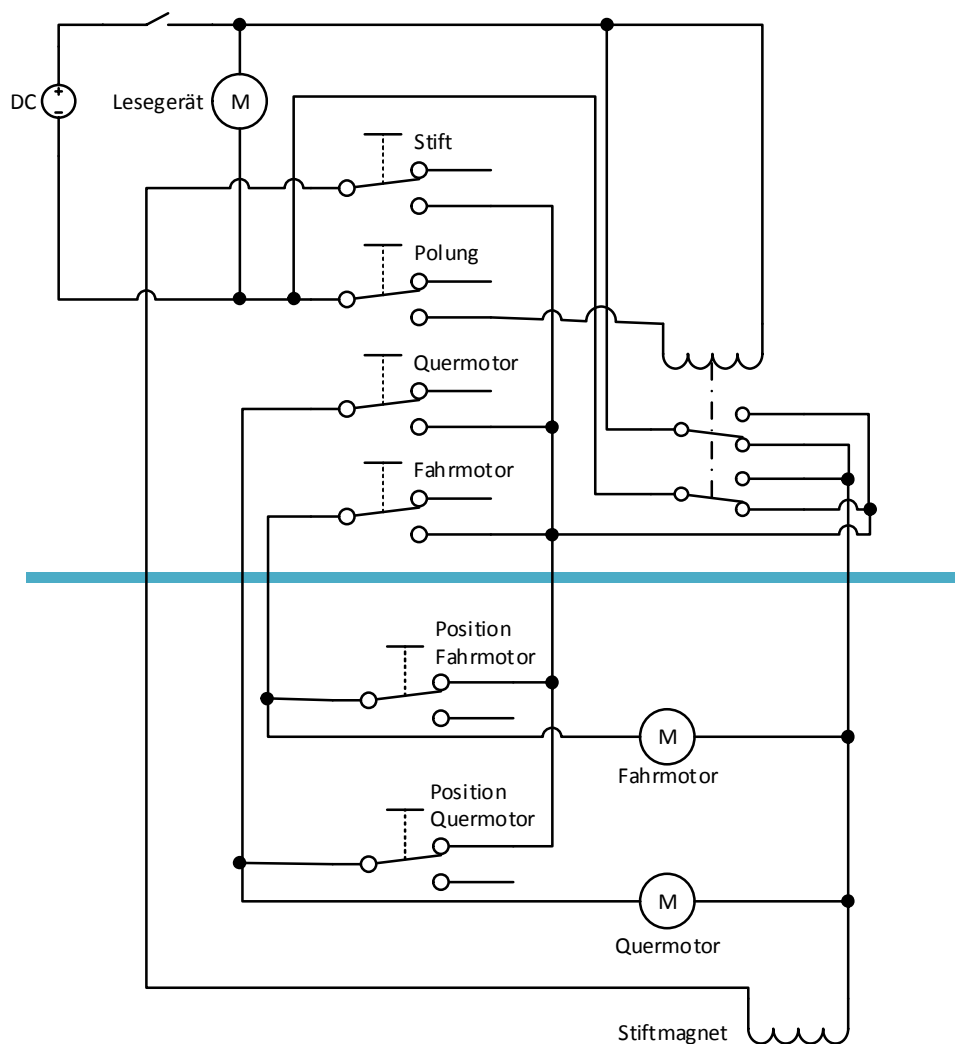 DC
Lesegerät
M
Stift
Polung
Quermotor
Fahrmotor
Position
Fahrmotor
M
Fahrmotor
Position
Quermotor
M
Quermotor
Stiftmagnet